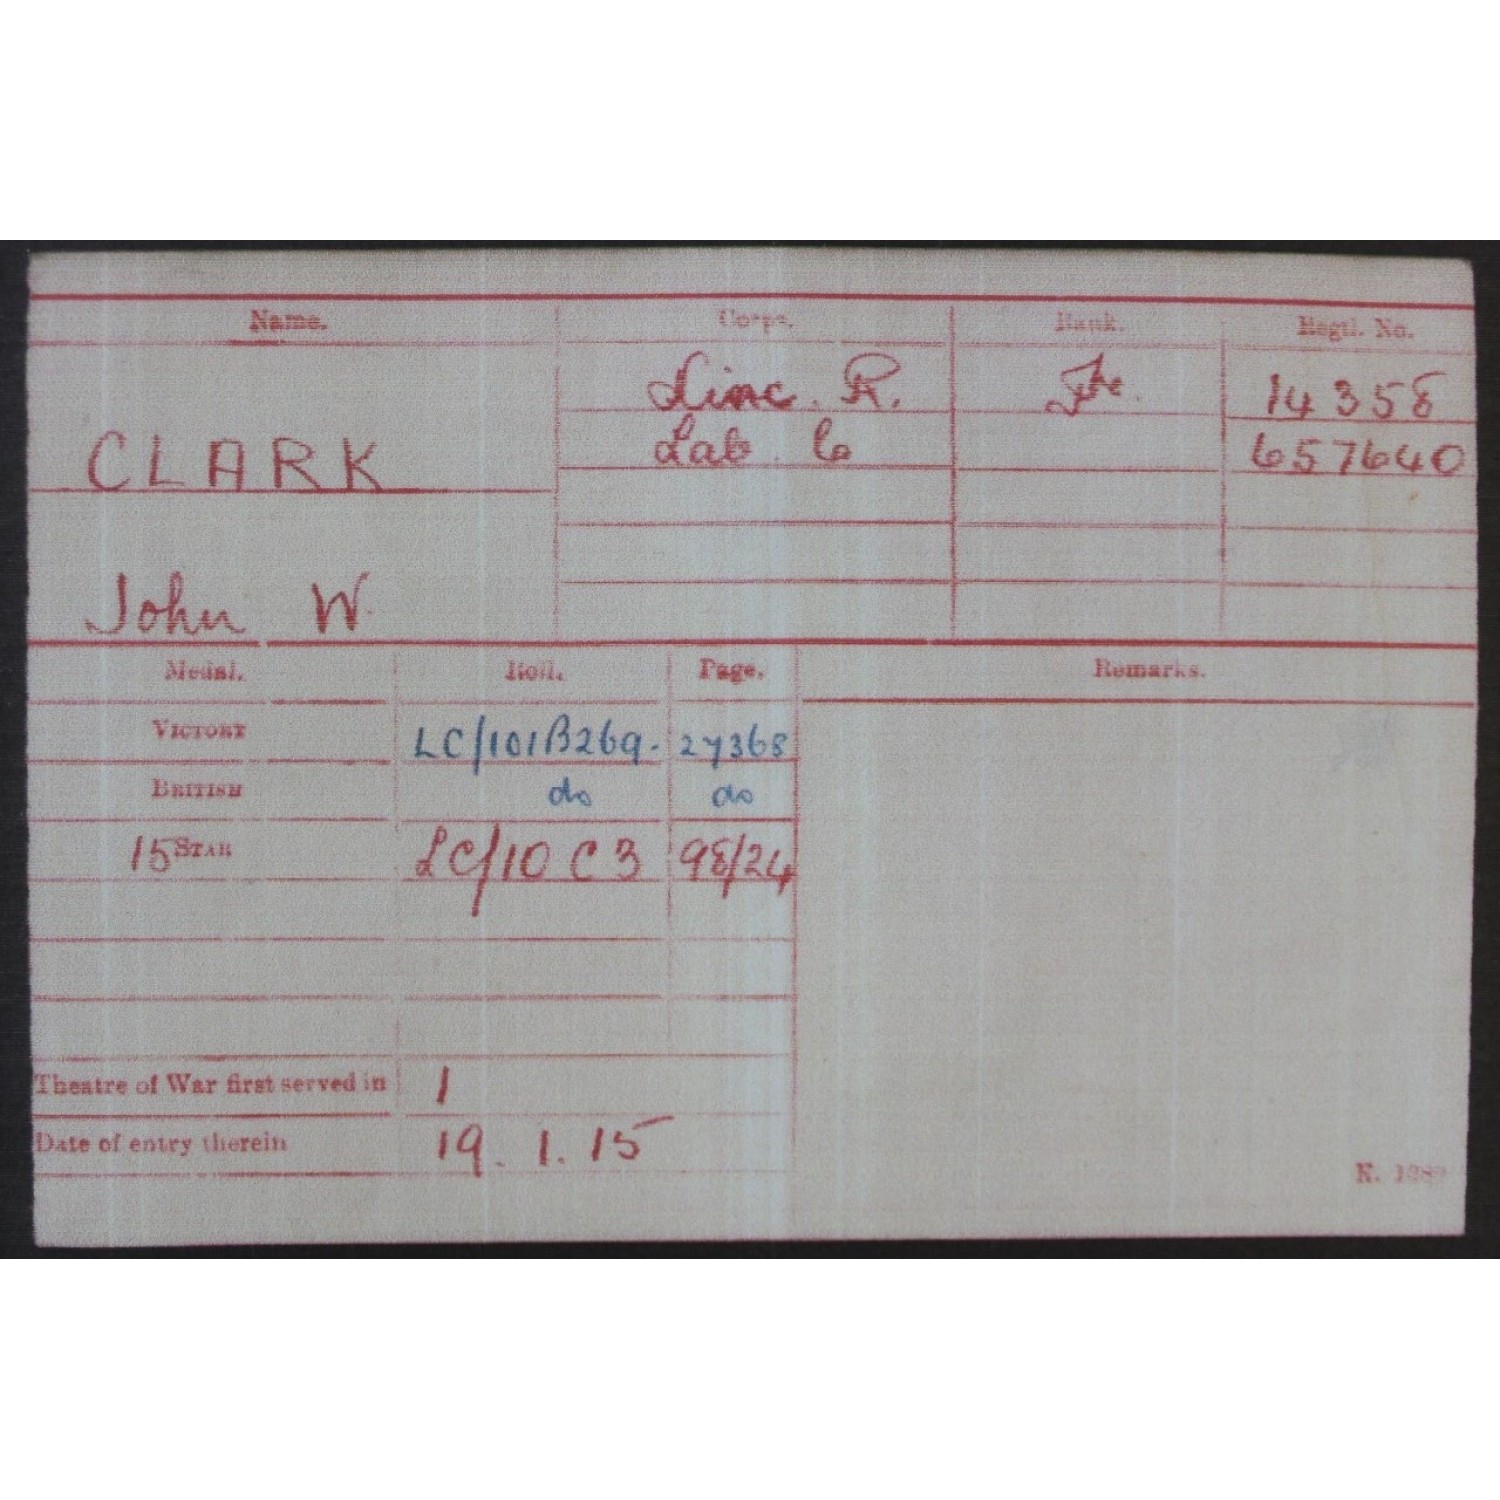 Name. Corps. Rank. Regtl. No.
Linc. R. Pte. 14358
CLARK Lab. Co 657640
John W.
Medal. Roll. Page. Remarks.
VICTORY LC/101B269. 27368
BRITISH do do
15 STAR LC/10 C3 98/24
Theatre of War first served in 1
Date of entry therein 19. 1. 15
K.